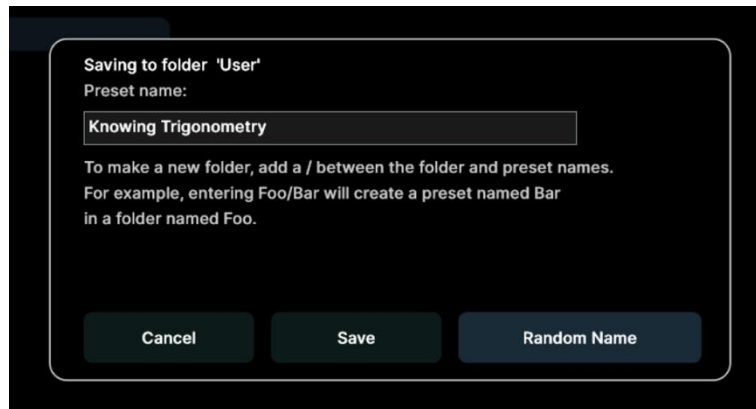 Saving to folder 'User'
Preset name:
Knowing Trigonometry
To make a new folder, add a / between the folder and preset names.
For example, entering Foo/Bar will create a preset named Bar
in a folder named Foo.
Cancel
Save
Random Name